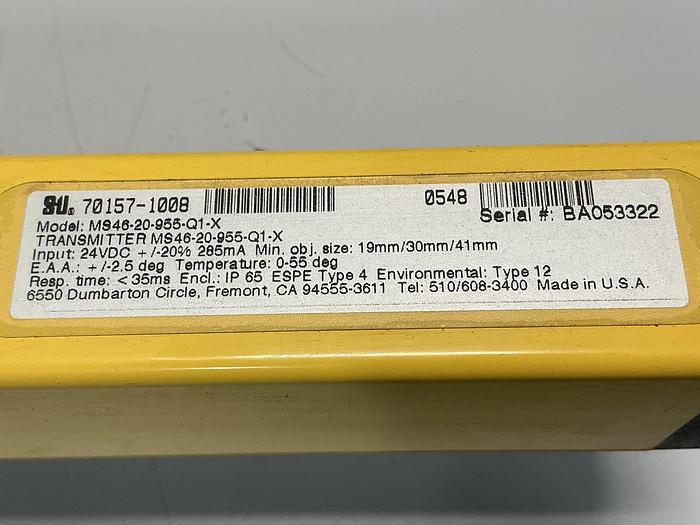 STI. 70157-1008 0548
Model: MS46-20-955-Q1-X Serial #: BA053322
TRANSMITTER MS46-20-955-Q1-X
Input: 24VDC +/-20% 285mA Min. obj. size: 19mm/30mm/41mm
E.A.A.: +/-2.5 deg Temperature: 0-55 deg
Resp. time: < 35ms Encl.: IP 65 ESPE Type 4 Environmental: Type 12
6550 Dumbarton Circle, Fremont, CA 94555-3611 Tel: 510/608-3400 Made in U.S.A.